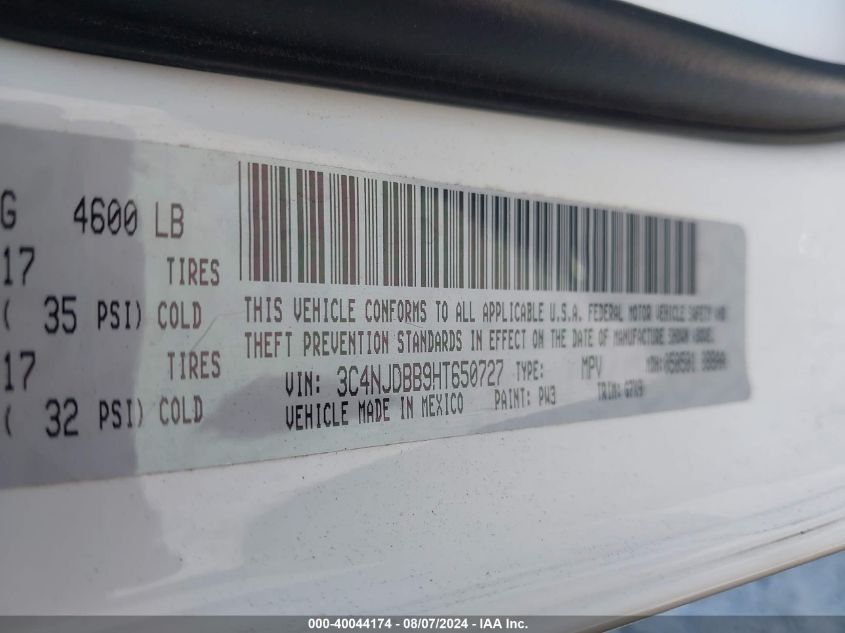 G 4600 LB
17 TIRES
( 35 PSI) COLD
17 TIRES
( 32 PSI) COLD
THIS VEHICLE CONFORMS TO ALL APPLICABLE U.S.A. FEDERAL MOTOR VEHICLE SAFETY AND
THEFT PREVENTION STANDARDS IN EFFECT ON THE DATE OF MANUFACTURE SHOWN ABOVE.
VIN: 3C4NJDBB9HT650727 TYPE: MPV MDH:
VEHICLE MADE IN MEXICO PAINT: PW3 TRIM:
000-40044174 - 08/07/2024 - IAA Inc.